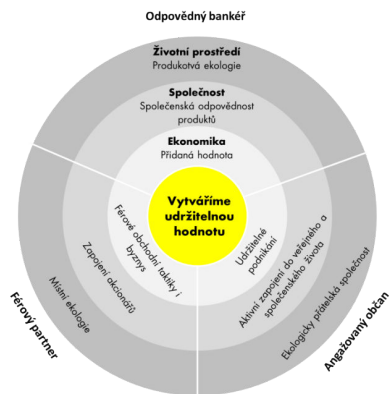 Odpovědný bankéř
Životní prostředí
Produkotvá ekologie
Společnost
Společenská odpovědnost
produktů
Ekonomika
Přidaná hodnota
Vytváříme
udržitelnou
hodnotu
Férové obchodní taktiky i
byznys
Zapojení akcionářů
Místní ekologie
Férový partner
Udržitelné
podnikání
Aktivní zapojení do veřejného a
společenského života
Ekologicky přátelská společnost
Angažovaný občan